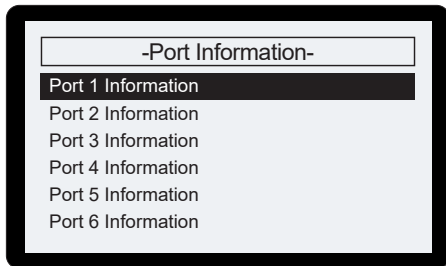 -Port Information-
Port 1 Information
Port 2 Information
Port 3 Information
Port 4 Information
Port 5 Information
Port 6 Information